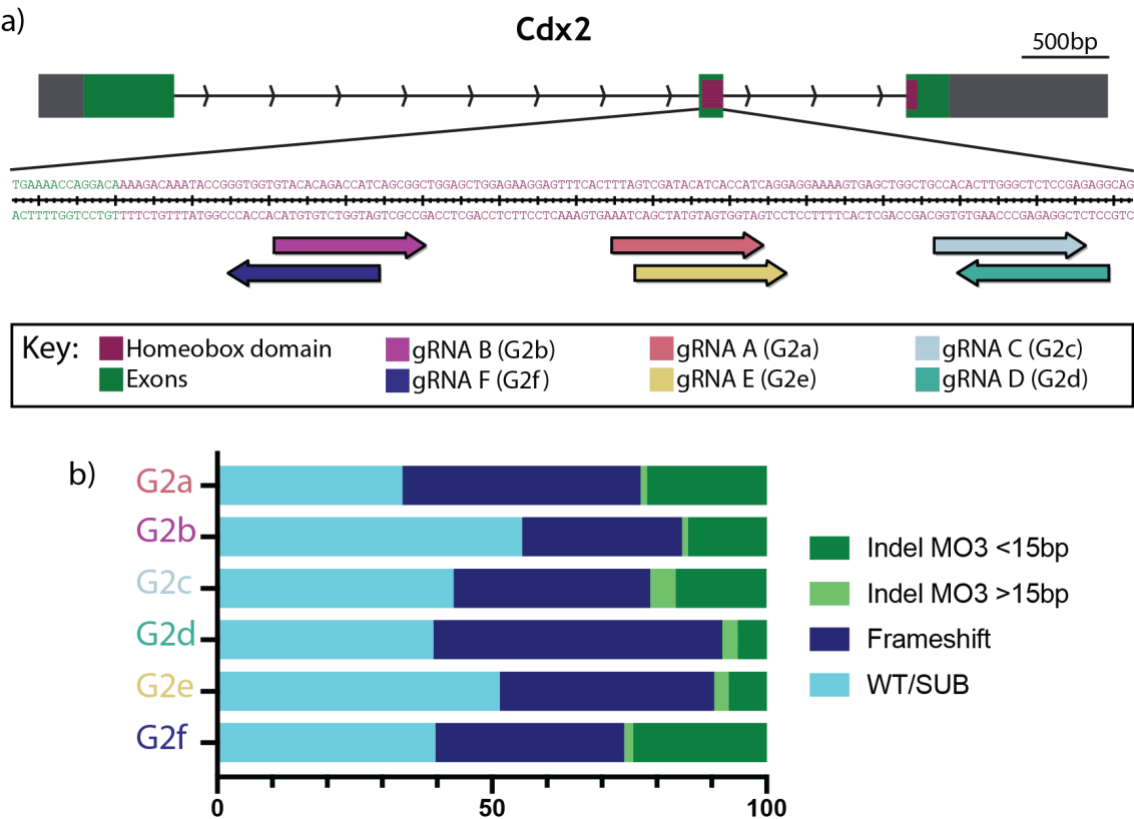 a)
Cdx2
500bp
TGAAAACCAGGACAAAAGACAAATACCGGGTGGTGTACACAGACCATCAGCGGCTGGAGCTGGAGAAGGAGTTTCACTTTAGTCGATACATCACCATCAGGAGGAAAAGTGAGCTGGCTGCCACACTTGGGCTCTCCGAGAGGCAG
ACTTTTGGTCCTGTTTTCTGTTTATGGCCCACCACATGTGTCTGGTAGTCGCCGACCTCGACCTCTTCCTCAAAGTGAAATCAGCTATGTAGTGGTAGTCCTCCTTTTCACTCGACCGACGGTGTGAACCCGAGAGGCTCTCCGTC
Key: Homeobox domain gRNA B (G2b) gRNA A (G2a) gRNA C (G2c)
Exons gRNA F (G2f) gRNA E (G2e) gRNA D (G2d)
b)
G2a
G2b
G2c
G2d
G2e
G2f
0 50 100
Indel MO3 <15bp
Indel MO3 >15bp
Frameshift
WT/SUB